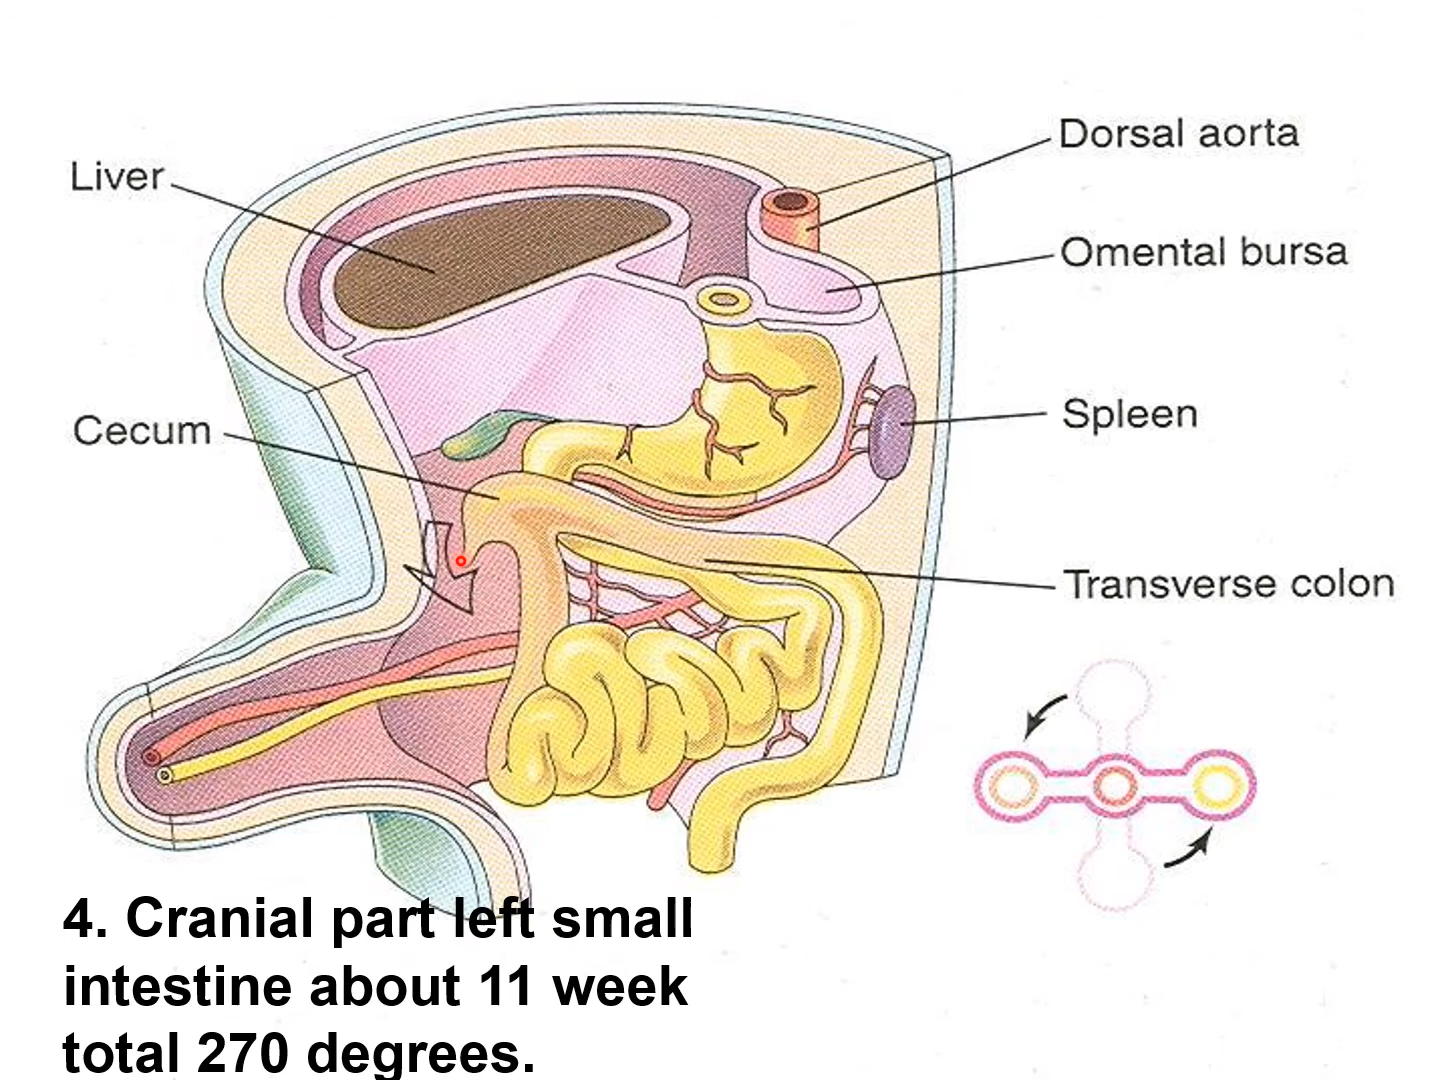 Dorsal aorta
Liver
Omental bursa
Spleen
Cecum
Transverse colon
4. Cranial part left small
intestine about 11 week
total 270 degrees.